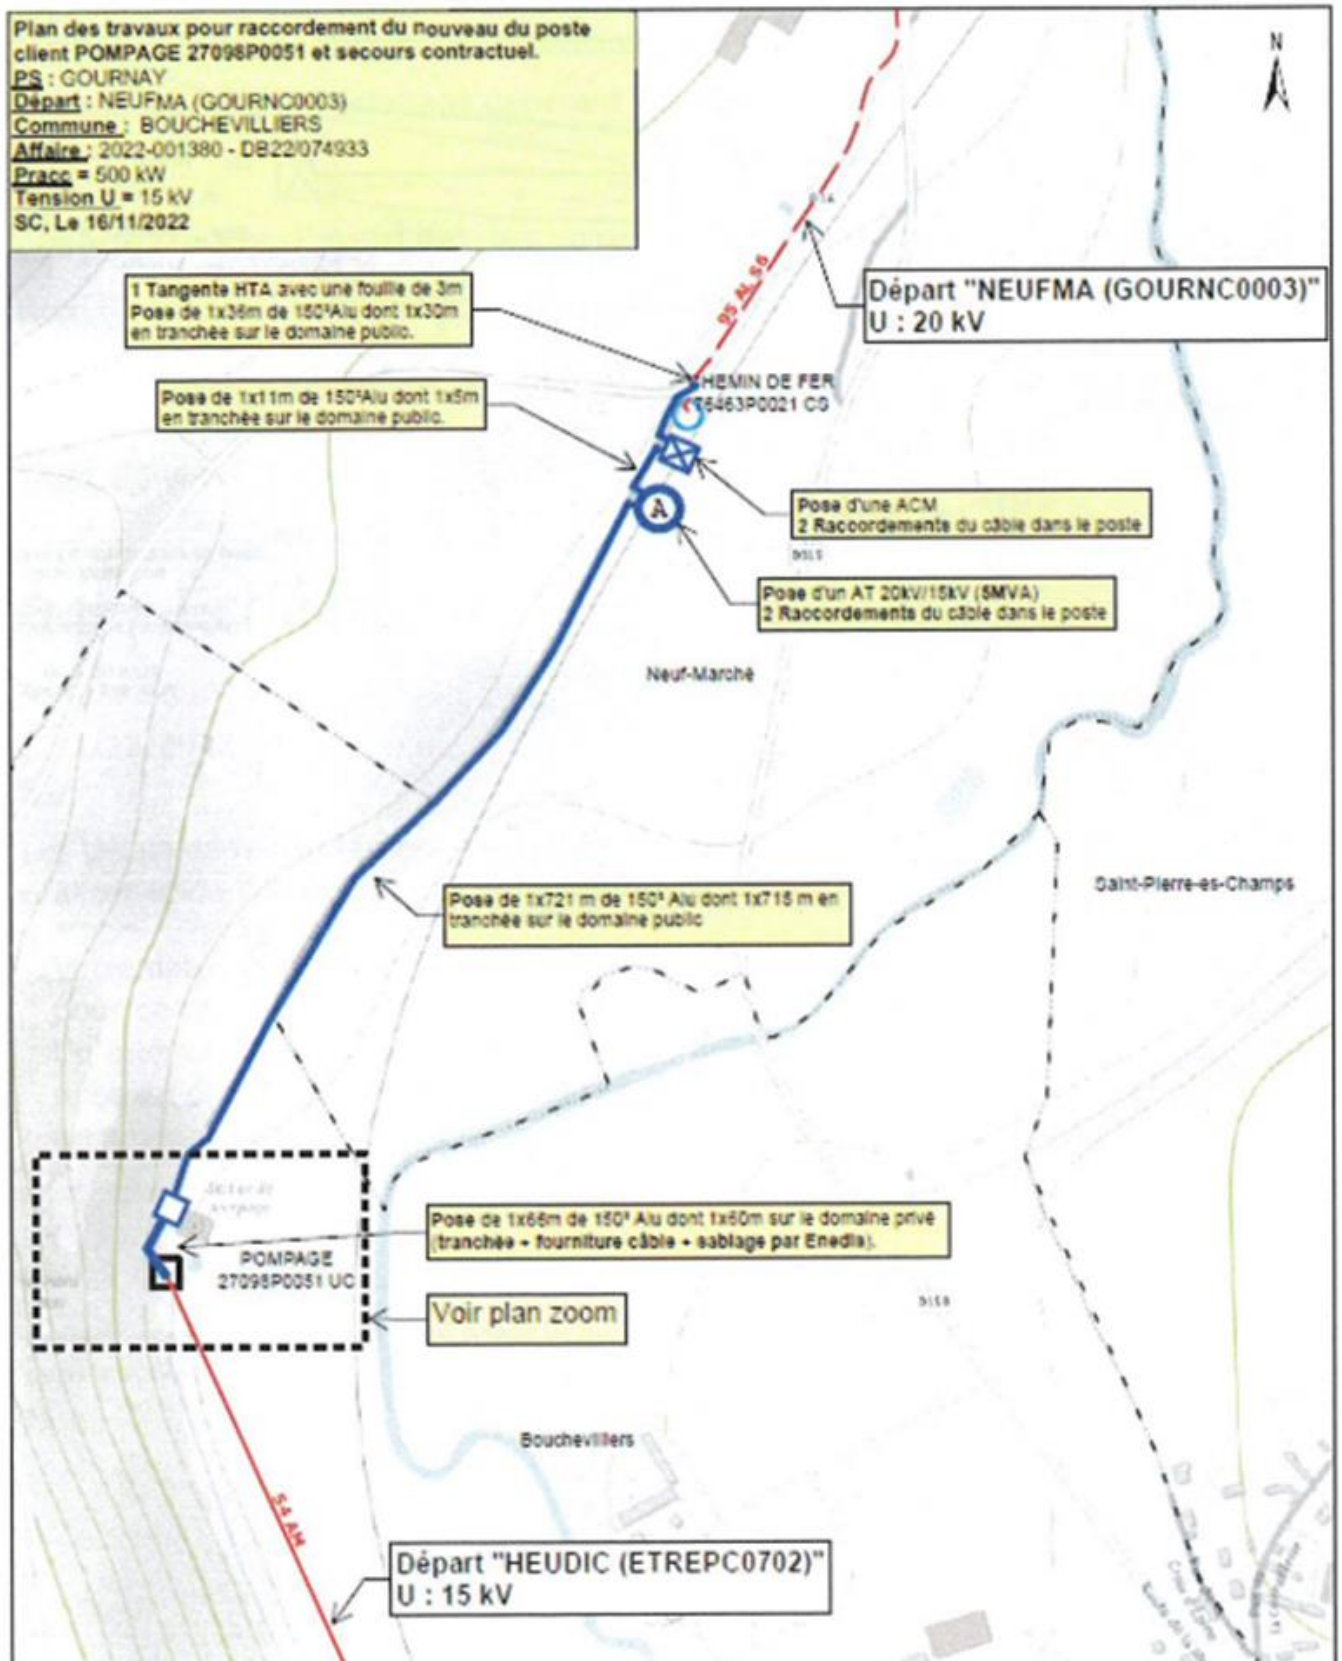 Plan des travaux pour raccordement du nouveau du poste
client POMPAGE 27098P0051 et secours contractuel.
PS : GOURNAY
Départ : NEUFMA (GOURNC0003)
Commune : BOUCHEVILLIERS
Affaire : 2022-001380 - DB22/074933
Pracc = 500 kW
Tension U = 15 kV
SC, Le 16/11/2022
N
1 Tangente HTA avec une fouille de 3m
Pose de 1x36m de 150²Alu dont 1x30m
en tranchée sur le domaine public.
95 AL S6
Départ "NEUFMA (GOURNC0003)"
U : 20 kV
Pose de 1x11m de 150²Alu dont 1x5m
en tranchée sur le domaine public.
CHEMIN DE FER
76463P0021 CS
A
Pose d'une ACM
2 Raccordements du câble dans le poste
D915
Pose d'un AT 20kV/15kV (5MVA)
2 Raccordements du câble dans le poste
Neuf-Marché
Saint-Pierre-es-Champs
Pose de 1x721 m de 150² Alu dont 1x715 m en
tranchée sur le domaine public
Pose de 1x66m de 150² Alu dont 1x60m sur le domaine privé
(tranchée + fourniture câble + sablage par Enedis).
POMPAGE
27098P0051 UC
Voir plan zoom
Bouchevilliers
54 AM
Départ "HEUDIC (ETREPC0702)"
U : 15 kV